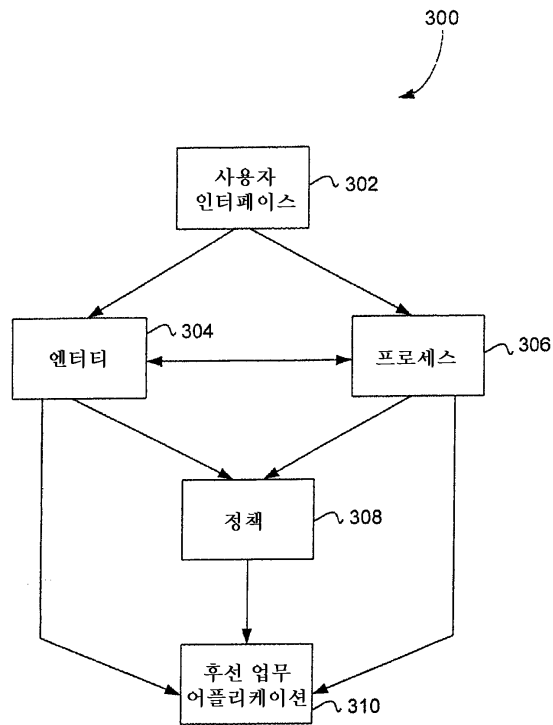 300
사용자
인터페이스
302
엔터티
304
프로세스
306
정책
308
후선 업무
어플리케이션
310